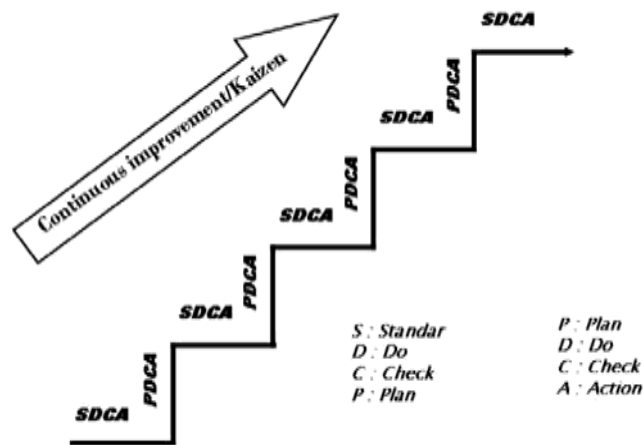 SDCA
PDCA
SDCA
PDCA
SDCA
PDCA
SDCA
PDCA
SDCA
Continuous improvement/Kaizen
S : Standar
D : Do
C : Check
P : Plan
P : Plan
D : Do
C : Check
A : Action